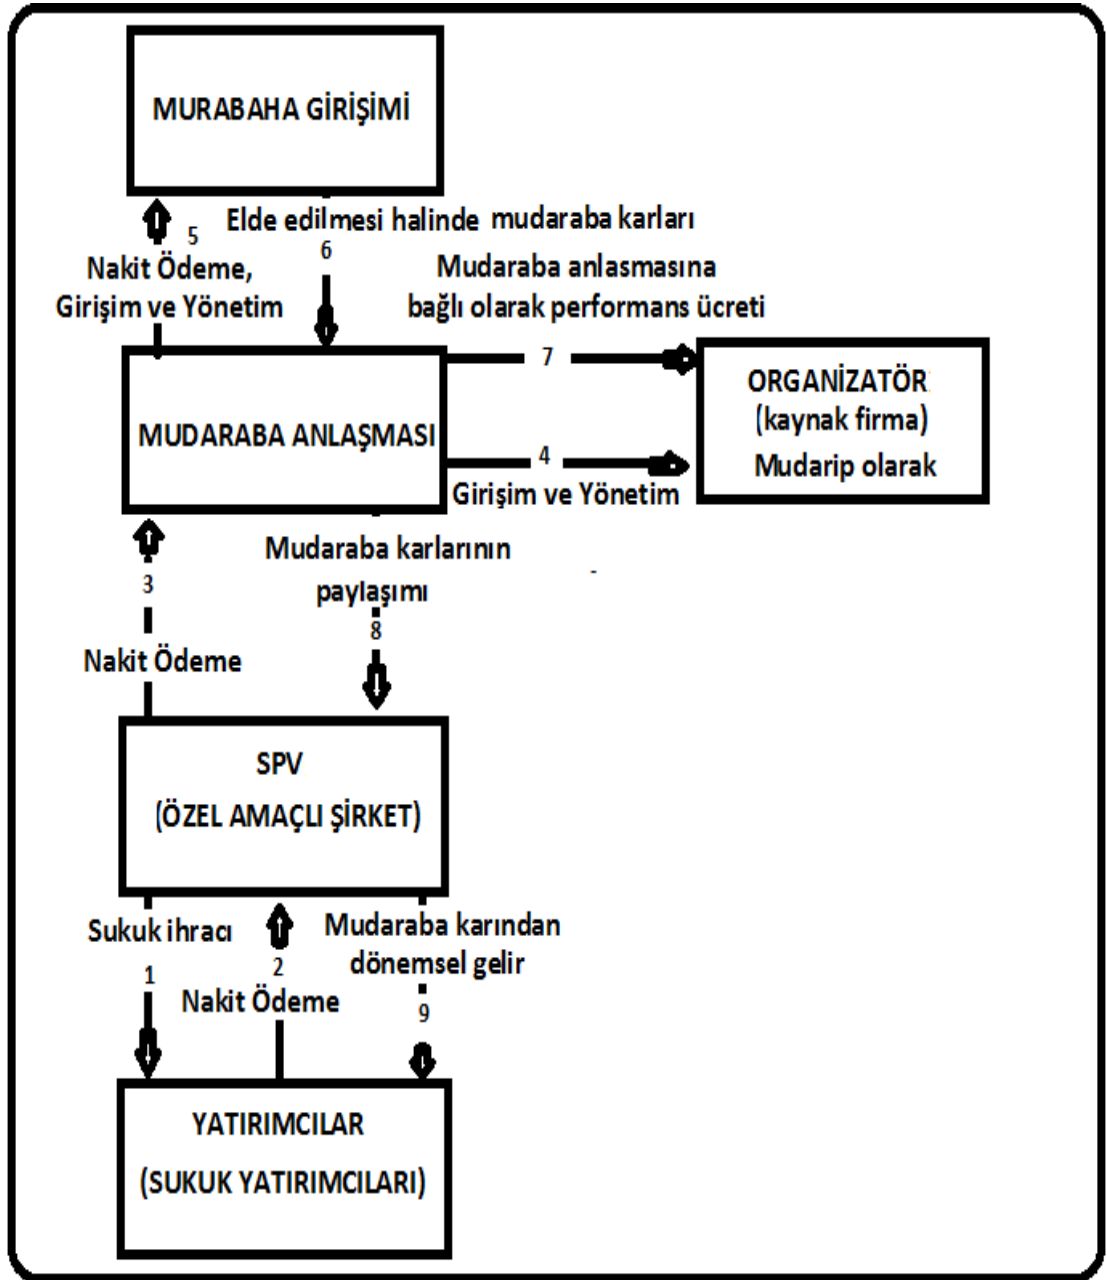 MURABAHA GİRİŞİMİ
5
Elde edilmesi halinde mudaraba karları
6
Nakit Ödeme,
Girişim ve Yönetim
Mudaraba anlasmasına
bağlı olarak performans ücreti
7
MUDARABA ANLAŞMASI
ORGANİZATÖR
(kaynak firma)
Mudarip olarak
4
Girişim ve Yönetim
3
Nakit Ödeme
Mudaraba karlarının
paylaşımı
8
SPV
(ÖZEL AMAÇLI ŞİRKET)
Sukuk ihracı
1
2
Nakit Ödeme
Mudaraba karından
dönemsel gelir
9
YATIRIMCILAR
(SUKUK YATIRIMCILARI)